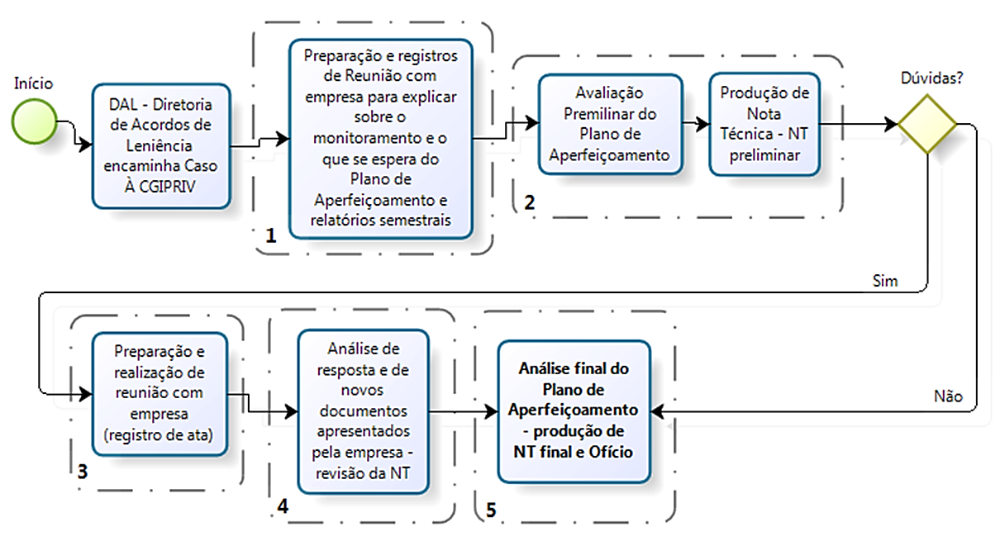 Início
DAL - Diretoria
de Acordos de
Leniência
encaminha Caso
À CGIPRIV
Preparação e registros
de Reunião com
empresa para explicar
sobre o
monitoramento e o
que se espera do
Plano de
Aperfeiçoamento e
relatórios semestrais
1
Avaliação
Premilinar do
Plano de
Aperfeiçoamento
Produção de
Nota
Técnica - NT
preliminar
2
Dúvidas?
Sim
Não
Preparação e
realização de
reunião com
empresa
(registro de ata)
3
Análise de
resposta e de
novos
documentos
apresentados
pela empresa -
revisão da NT
4
Análise final do
Plano de
Aperfeiçoamento
- produção de
NT final e Ofício
5